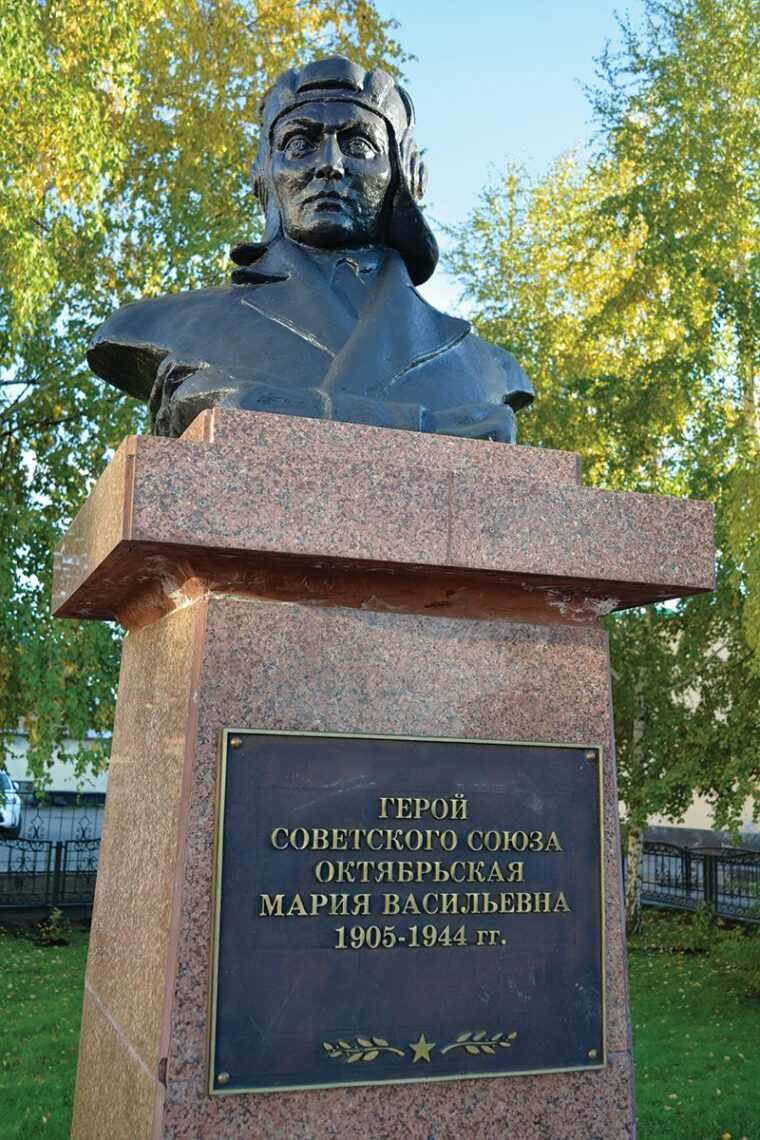 ГЕРОЙ
СОВЕТСКОГО СОЮЗА
ОКТЯБРЬСКАЯ
МАРИЯ ВАСИЛЬЕВНА
1905-1944 гг.